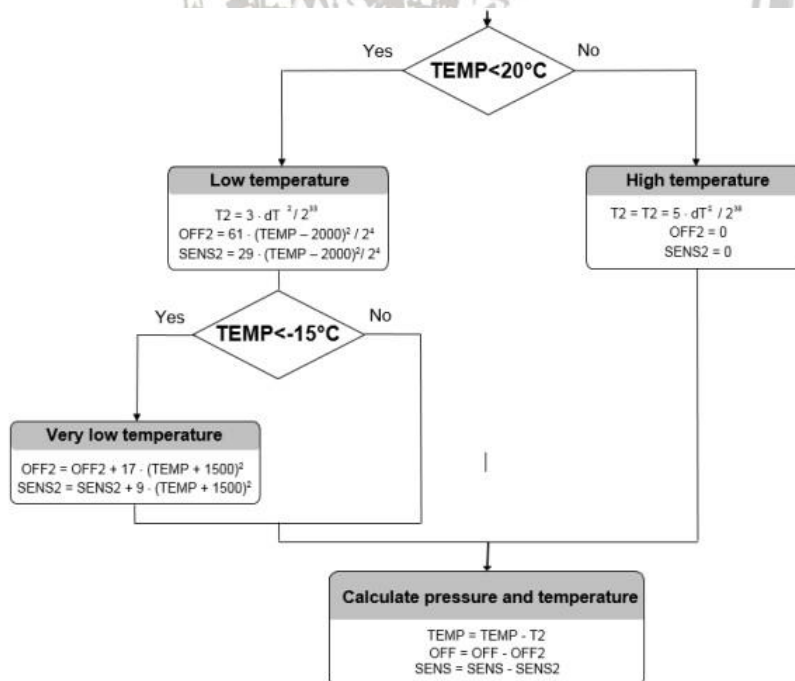 Yes
No
TEMP<20°C
Low temperature
T2 = 3 · dT ² / 2³³
OFF2 = 61 · (TEMP – 2000)² / 2⁴
SENS2 = 29 · (TEMP – 2000)²/ 2⁴
High temperature
T2 = T2 = 5 · dT² / 2³⁸
OFF2 = 0
SENS2 = 0
Yes
No
TEMP<-15°C
Very low temperature
OFF2 = OFF2 + 17 · (TEMP + 1500)²
SENS2 = SENS2 + 9 · (TEMP + 1500)²
Calculate pressure and temperature
TEMP = TEMP - T2
OFF = OFF - OFF2
SENS = SENS - SENS2